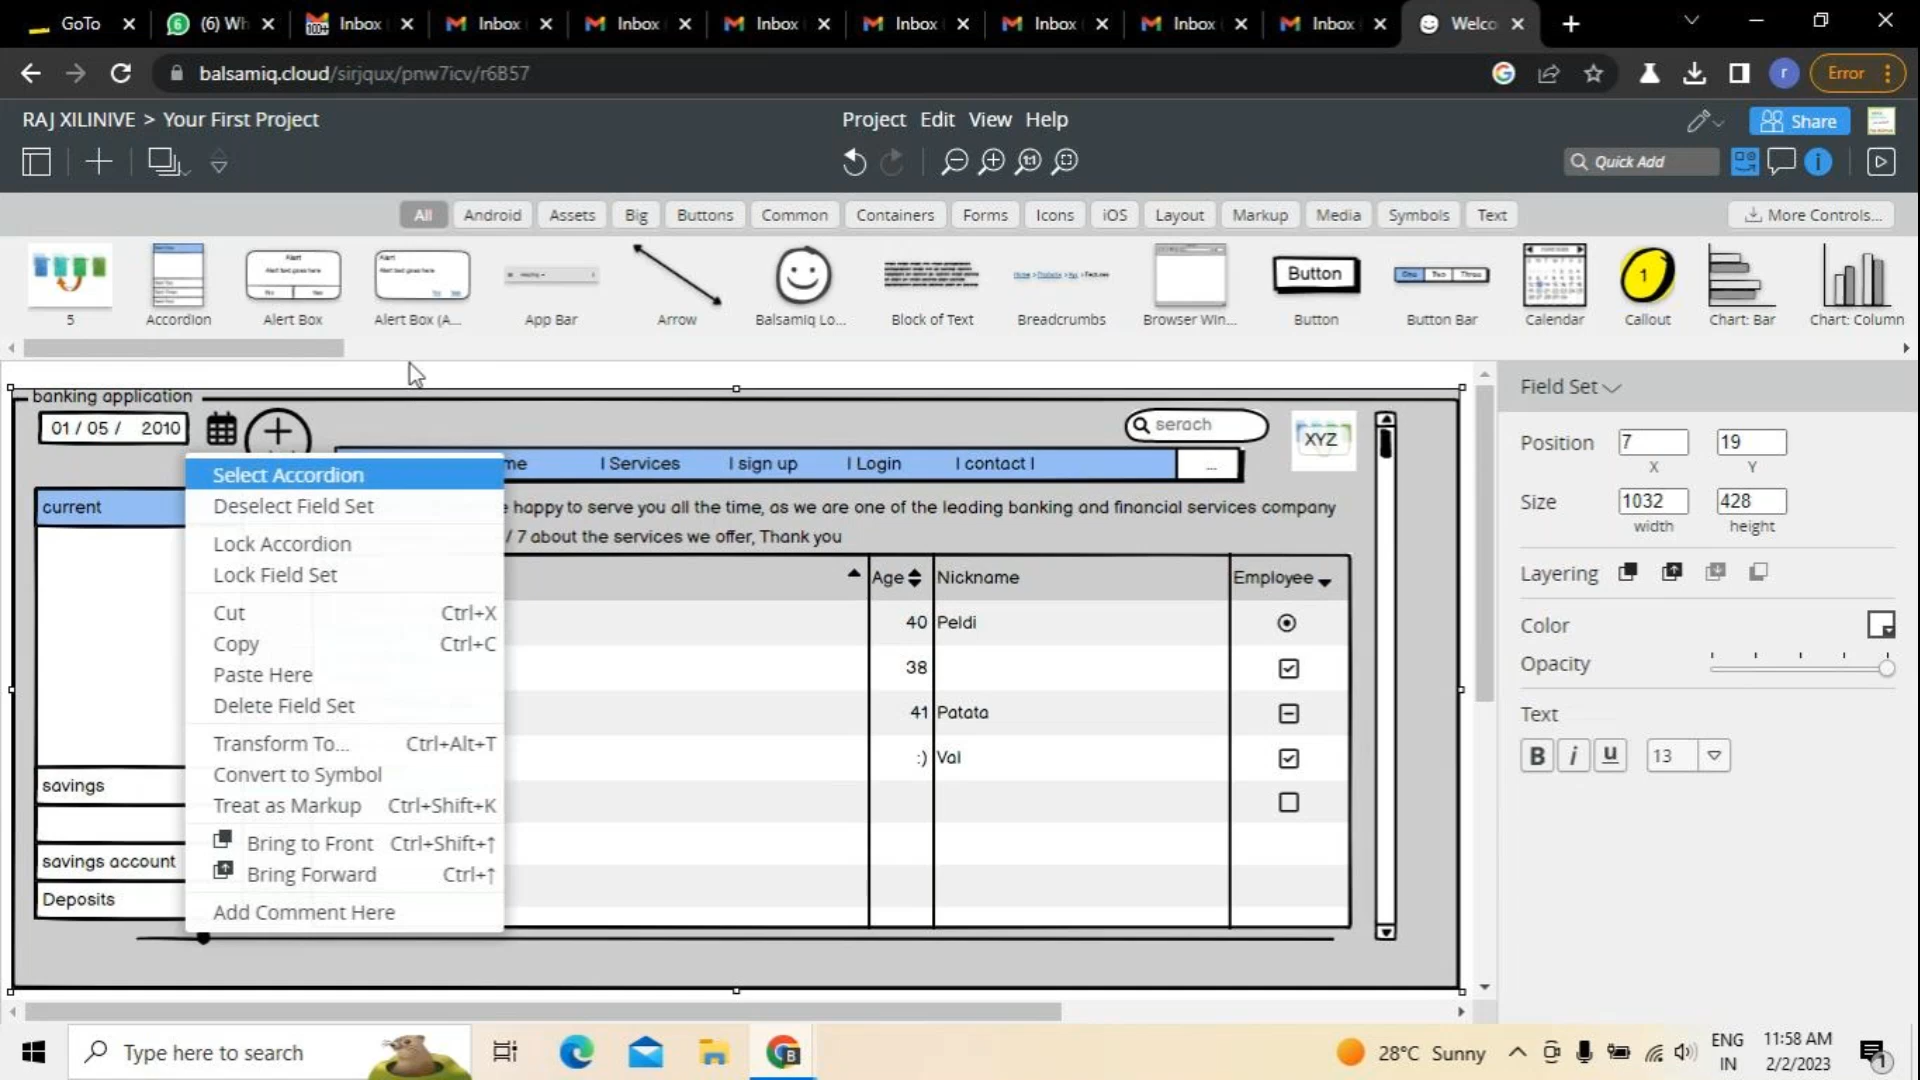 GoTo
(6) Wh
Inbox
Inbox
Inbox
Inbox
Inbox
Inbox
Inbox
Inbox
Welco
balsamiq.cloud/sirjqux/pnw7icv/r6B57
Error
RAJ XILINIVE > Your First Project
Project Edit View Help
Share
Quick Add
All Android Assets Big Buttons Common Containers Forms Icons iOS Layout Markup Media Symbols Text
More Controls...
5
Accordion
Alert Box
Alert Box (A...
App Bar
Arrow
Balsamiq Lo...
Block of Text
Breadcrumbs
Browser Win...
Button
Button
Button Bar
Calendar
1
Callout
Chart: Bar
Chart: Column
banking application
01 / 05 / 2010
serach
XYZ
me | Services | sign up | Login | contact |
...
current
happy to serve you all the time, as we are one of the leading banking and financial services company
/ 7 about the services we offer, Thank you
Age Nickname Employee
40 Peldi
38
41 Patata
:) Val
savings
savings account
Deposits
Select Accordion
Deselect Field Set
Lock Accordion
Lock Field Set
Cut Ctrl+X
Copy Ctrl+C
Paste Here
Delete Field Set
Transform To... Ctrl+Alt+T
Convert to Symbol
Treat as Markup Ctrl+Shift+K
Bring to Front Ctrl+Shift+↑
Bring Forward Ctrl+↑
Add Comment Here
Field Set
Position 7 19
X Y
Size 1032 428
width height
Layering
Color
Opacity
Text
B i u 13
Type here to search
28°C Sunny
ENG
IN
11:58 AM
2/2/2023
1